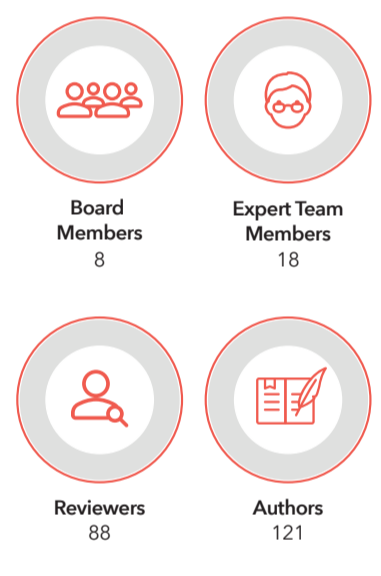 Board
Members
8
Expert Team
Members
18
Reviewers
88
Authors
121